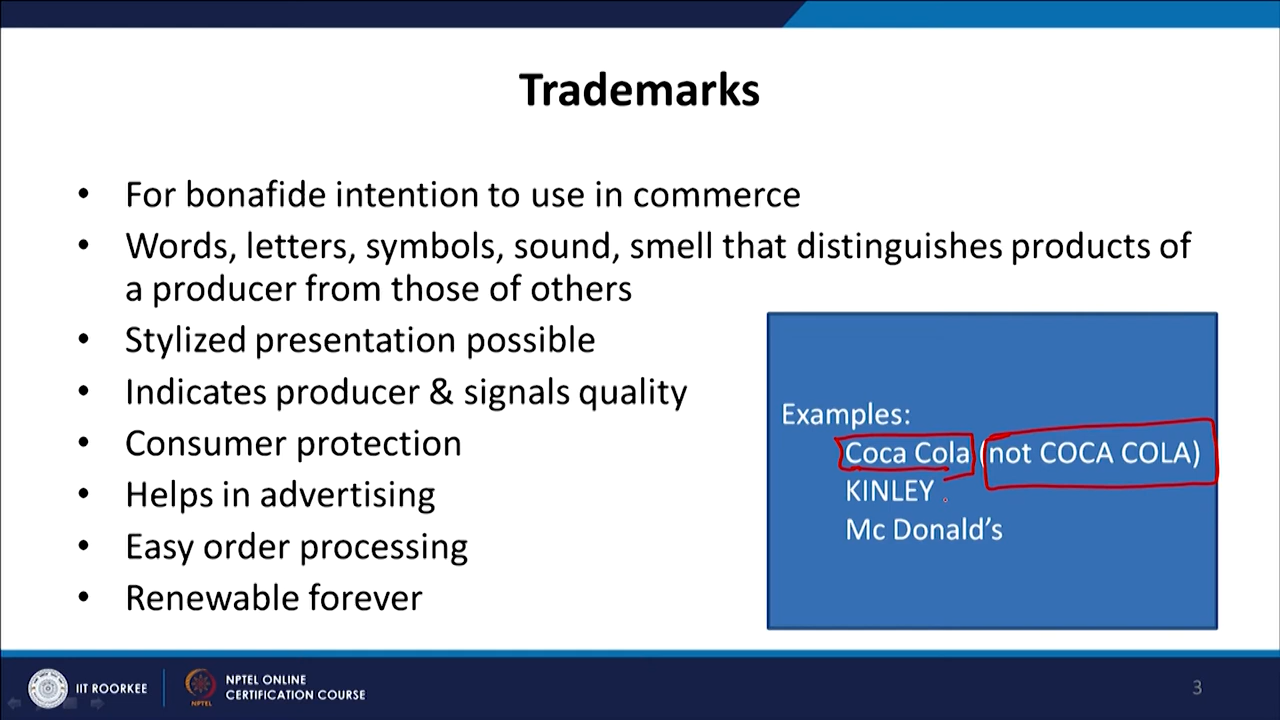 Trademarks
• For bonafide intention to use in commerce
• Words, letters, symbols, sound, smell that distinguishes products of
a producer from those of others
• Stylized presentation possible
• Indicates producer & signals quality
• Consumer protection
• Helps in advertising
• Easy order processing
• Renewable forever
Examples:
Coca Cola (not COCA COLA)
KINLEY
Mc Donald’s
IIT ROORKEE
NPTEL
NPTEL ONLINE
CERTIFICATION COURSE
3